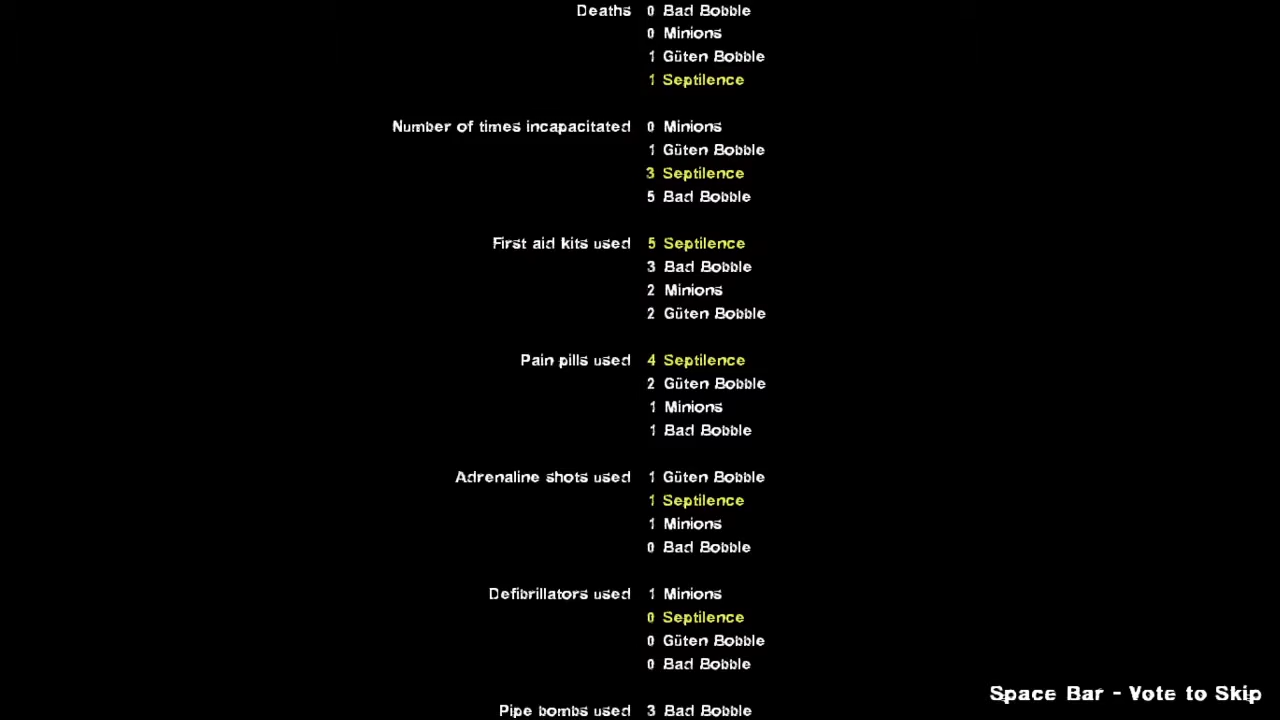 Deaths 0 Bad Bobble
0 Minions
1 Güten Bobble
1 Septilence
Number of times incapacitated 0 Minions
1 Güten Bobble
3 Septilence
5 Bad Bobble
First aid kits used 5 Septilence
3 Bad Bobble
2 Minions
2 Güten Bobble
Pain pills used 4 Septilence
2 Güten Bobble
1 Minions
1 Bad Bobble
Adrenaline shots used 1 Güten Bobble
1 Septilence
1 Minions
0 Bad Bobble
Defibrillators used 1 Minions
0 Septilence
0 Güten Bobble
0 Bad Bobble
Space Bar - Vote to Skip
Pipe bombs used 3 Bad Bobble